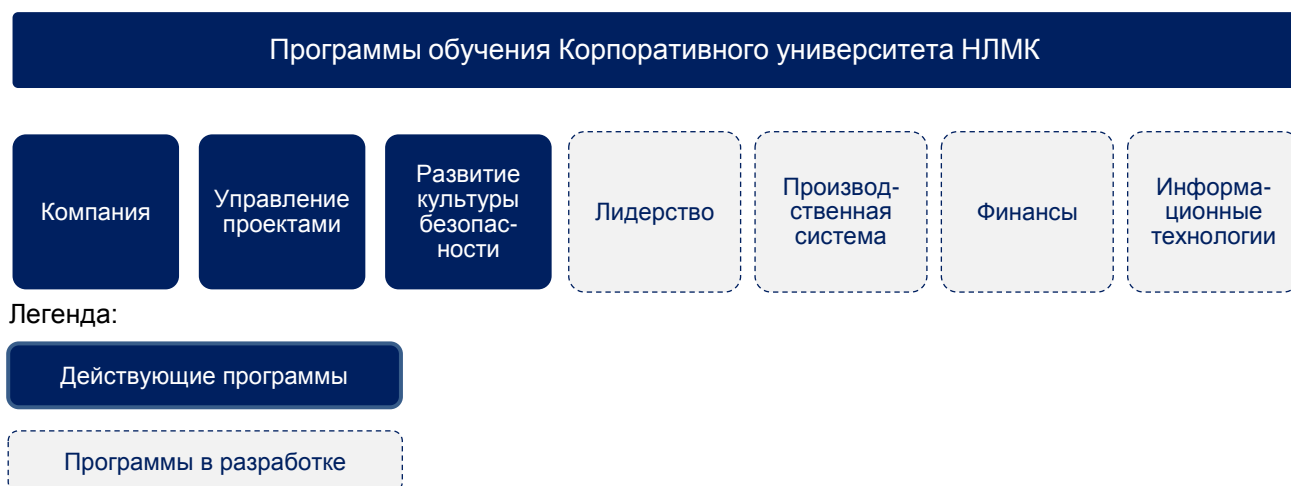 Программы обучения Корпоративного университета НЛМК
Компания
Управление
проектами
Развитие
культуры
безопас-
ности
Лидерство
Производ-
ственная
система
Финансы
Информа-
ционные
технологии
Легенда:
Действующие программы
Программы в разработке